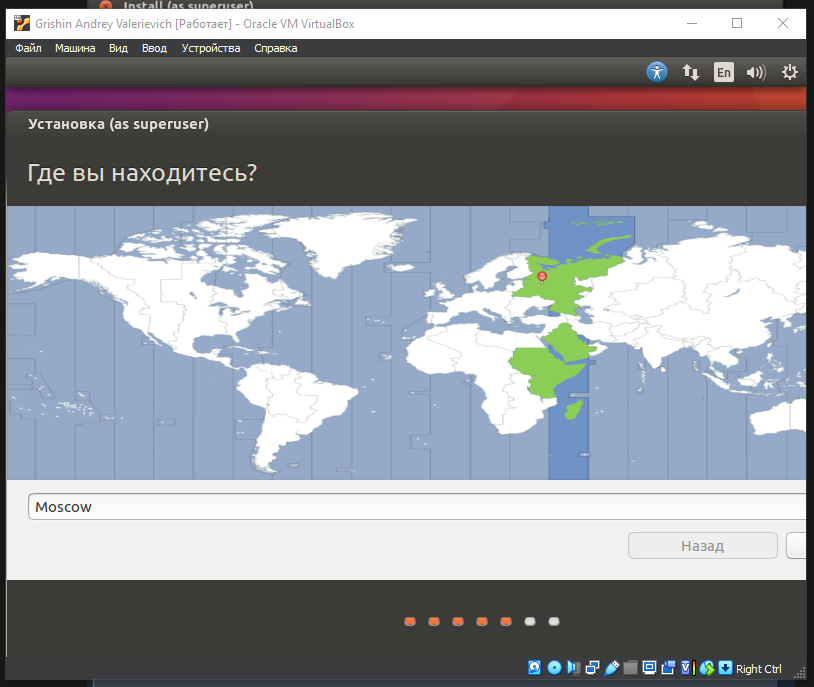 Install (as superuser)
Grishin Andrey Valerievich [Работает] - Oracle VM VirtualBox
Файл Машина Вид Ввод Устройства Справка
En
Установка (as superuser)
Где вы находитесь?
Moscow
Назад
Right Ctrl